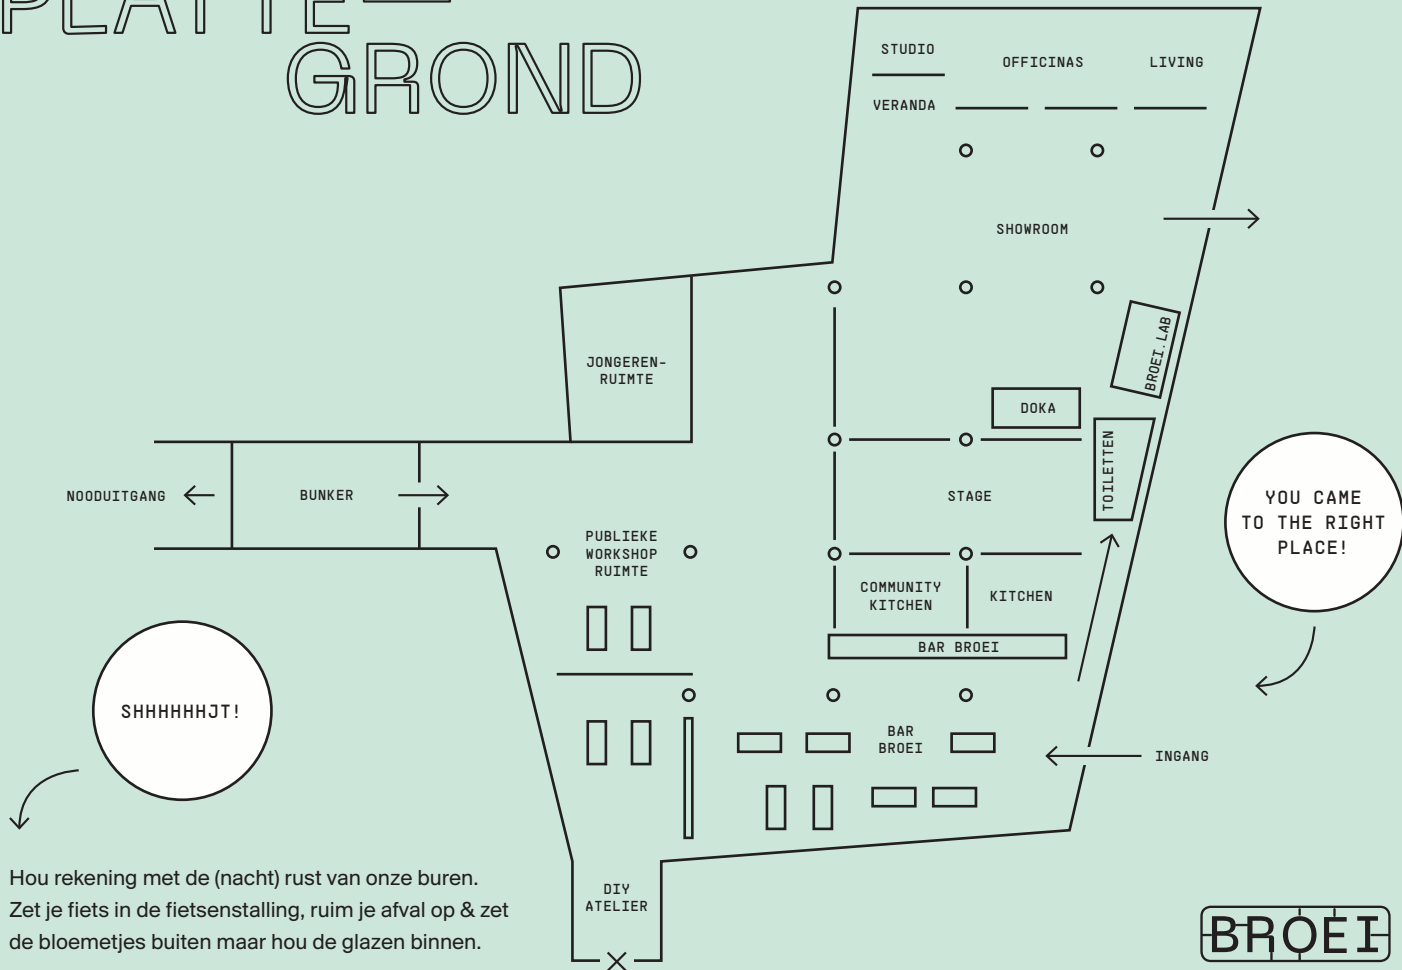 PLATTE—
GROND
STUDIO
OFFICINAS
LIVING
VERANDA
SHOWROOM
BROEI.LAB
JONGEREN-
RUIMTE
DOKA
TOILETTEN
NOODUITGANG
BUNKER
STAGE
YOU CAME
TO THE RIGHT
PLACE!
PUBLIEKE
WORKSHOP
RUIMTE
COMMUNITY
KITCHEN
KITCHEN
BAR BROEI
SHHHHHHJT!
BAR
BROEI
INGANG
DIY
ATELIER
Hou rekening met de (nacht) rust van onze buren.
Zet je fiets in de fietsenstalling, ruim je afval op & zet
de bloemetjes buiten maar hou de glazen binnen.
BROEI